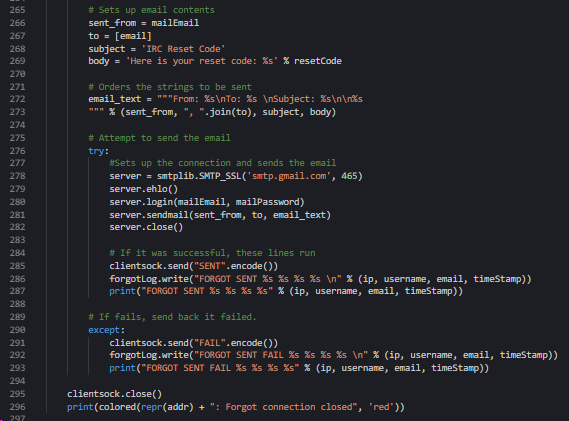 265 # Sets up email contents
266 sent_from = mailEmail
267 to = [email]
268 subject = 'IRC Reset Code'
269 body = 'Here is your reset code: %s' % resetCode
270
271 # Orders the strings to be sent
272 email_text = """From: %s\nTo: %s \nSubject: %s\n\n%s
273 """ % (sent_from, ", ".join(to), subject, body)
274
275 # Attempt to send the email
276 try:
277 #Sets up the connection and sends the email
278 server = smtplib.SMTP_SSL('smtp.gmail.com', 465)
279 server.ehlo()
280 server.login(mailEmail, mailPassword)
281 server.sendmail(sent_from, to, email_text)
282 server.close()
283
284 # If it was successful, these lines run
285 clientsock.send("SENT".encode())
286 forgotLog.write("FORGOT SENT %s %s %s %s \n" % (ip, username, email, timeStamp))
287 print("FORGOT SENT %s %s %s %s" % (ip, username, email, timeStamp))
288
289 # If fails, send back it failed.
290 except:
291 clientsock.send("FAIL".encode())
292 forgotLog.write("FORGOT SENT FAIL %s %s %s %s \n" % (ip, username, email, timeStamp))
293 print("FORGOT SENT FAIL %s %s %s %s" % (ip, username, email, timeStamp))
294
295 clientsock.close()
296 print(colored(repr(addr) + ": Forgot connection closed", 'red'))
297